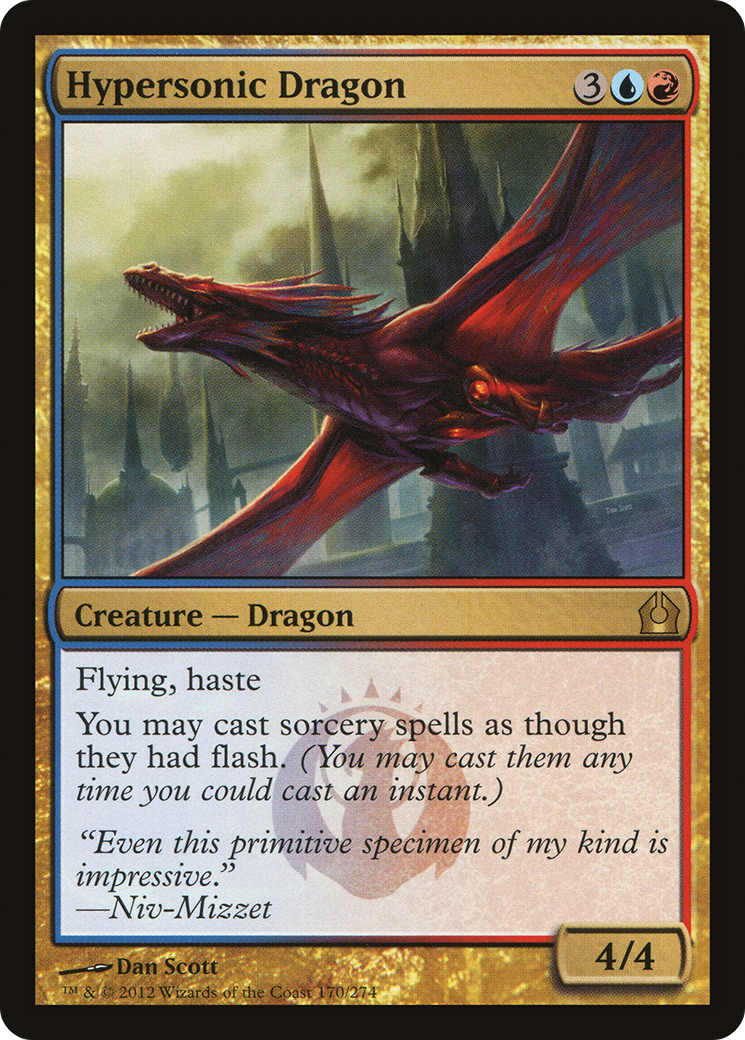 Hypersonic Dragon 3
Dan Scott
Creature — Dragon
Flying, haste
You may cast sorcery spells as though
they had flash. (You may cast them any
time you could cast an instant.)
“Even this primitive specimen of my kind is
impressive.”
—Niv-Mizzet
4/4
Dan Scott
™ & © 2012 Wizards of the Coast 170/274